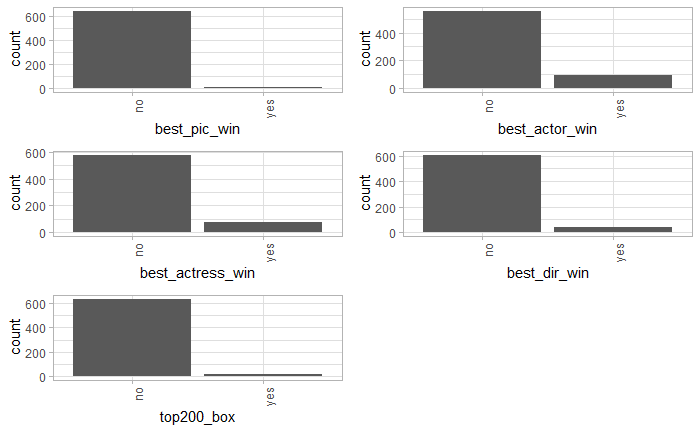 count
600
400
200
0
no
yes
best_pic_win
count
400
200
0
no
yes
best_actor_win
count
600
400
200
0
no
yes
best_actress_win
count
600
400
200
0
no
yes
best_dir_win
count
600
400
200
0
no
yes
top200_box